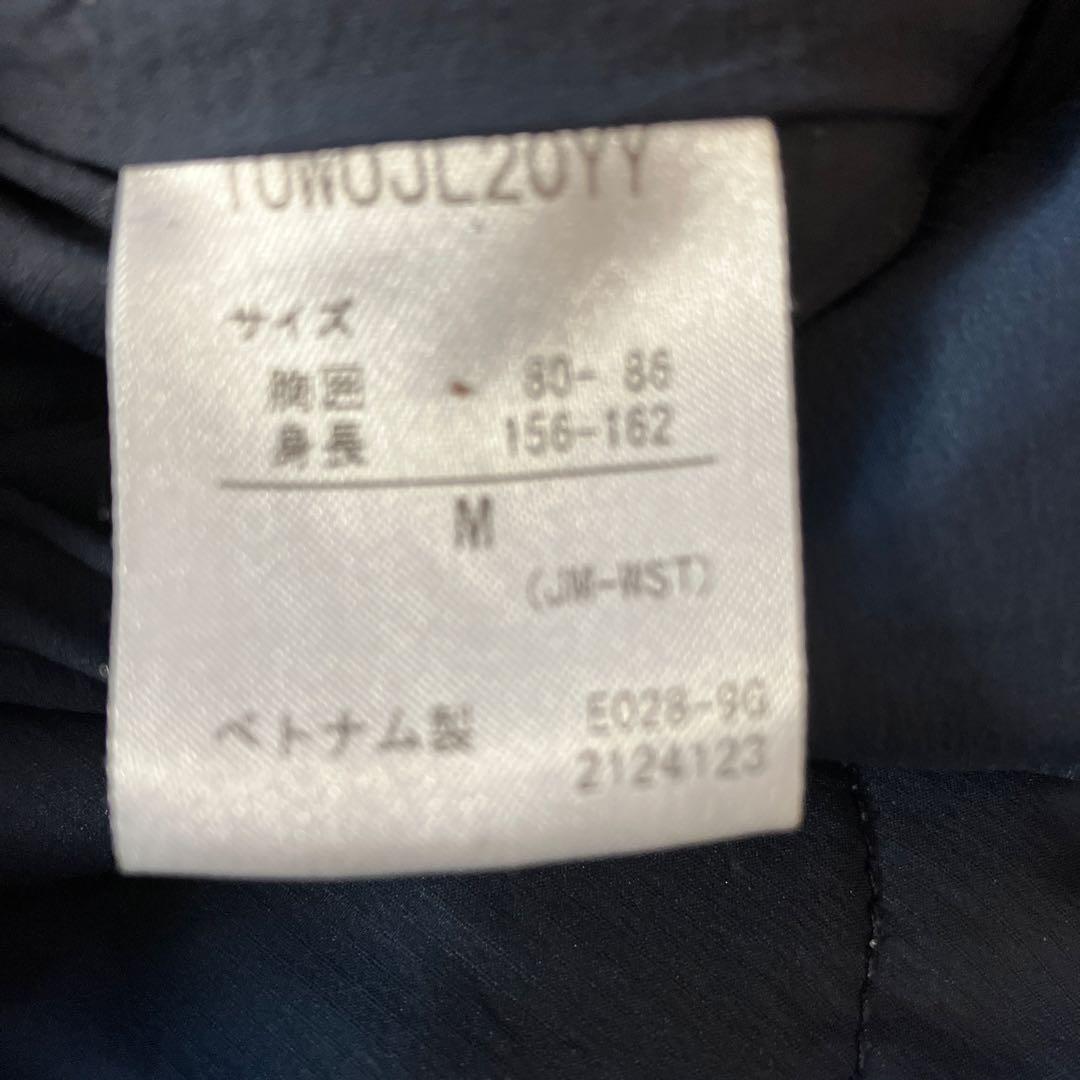 サイズ
胸囲 80- 86
身長 156-162
M
(JM-WST)
ベトナム製 E028-9G
2124123